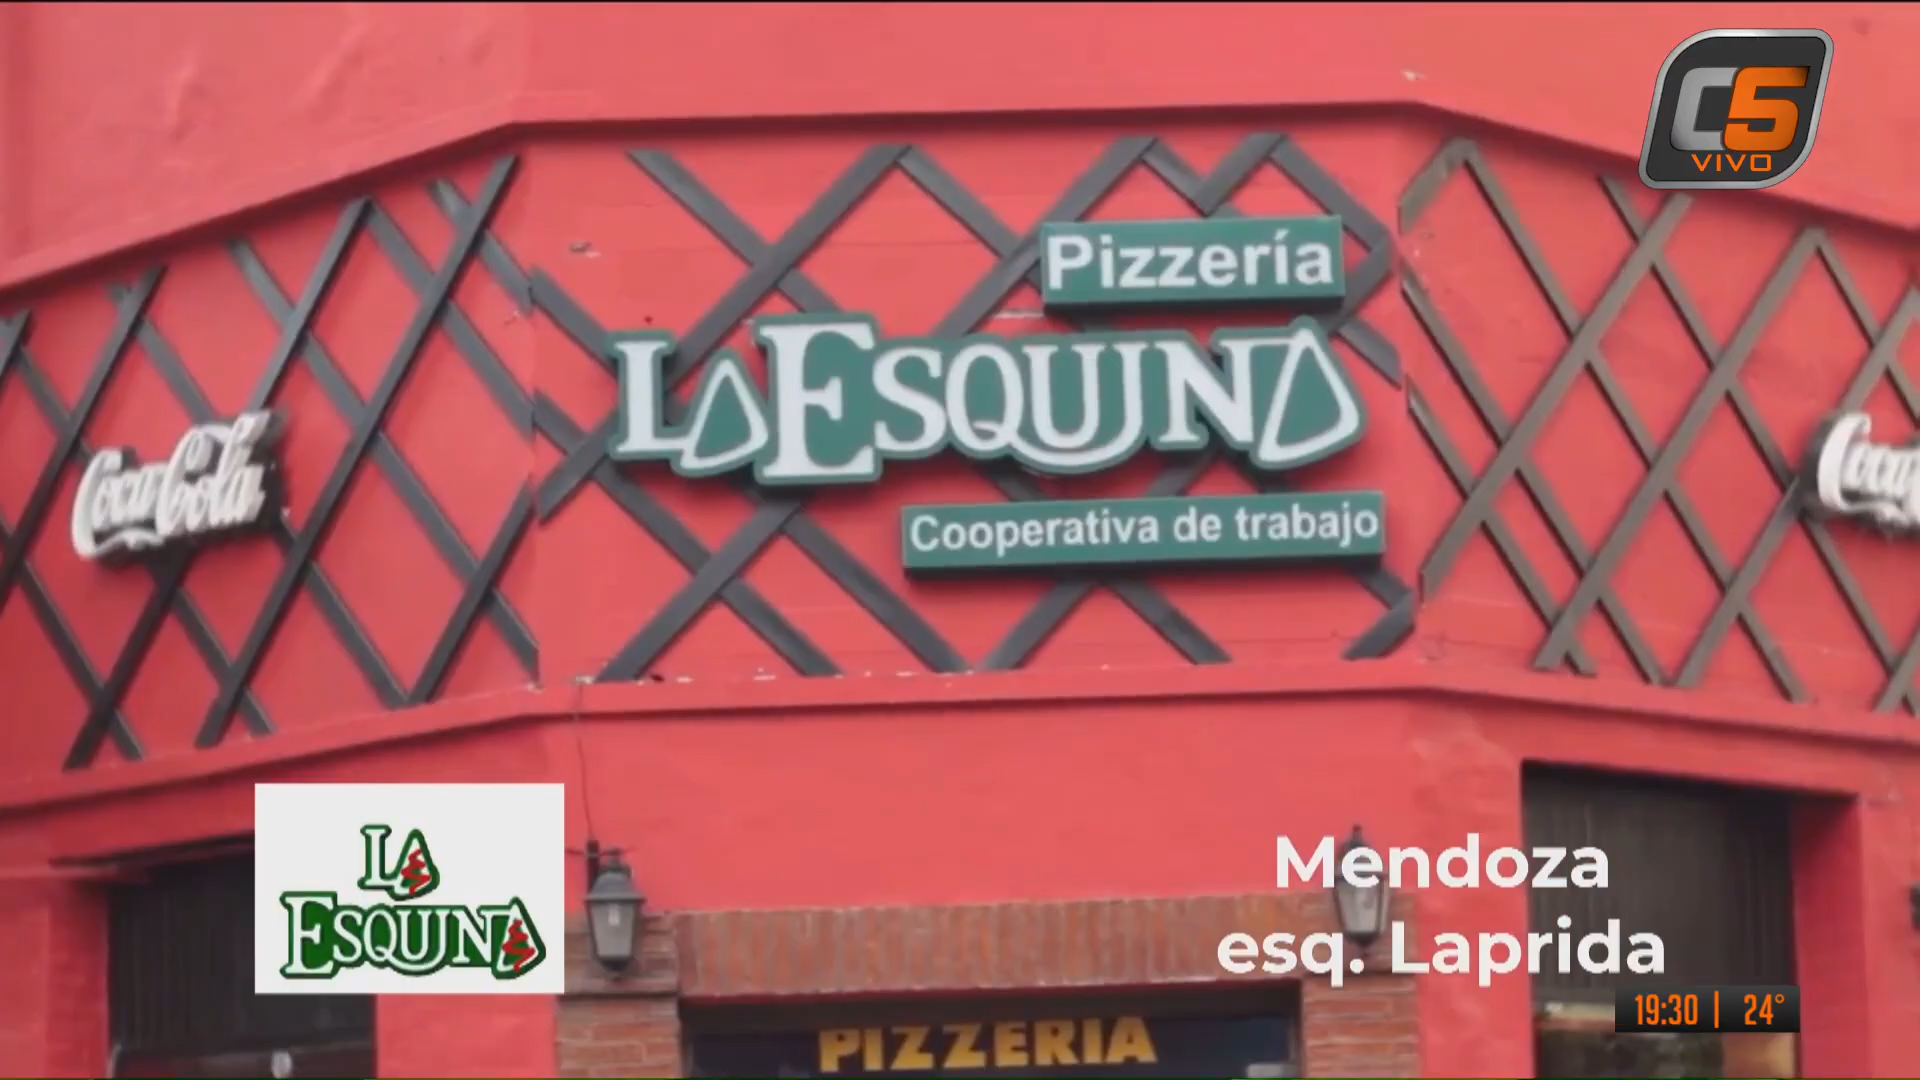 C5
VIVO
Pizzería
LA ESQUINA
Cooperativa de trabajo
Coca-Cola
Coca
LA
ESQUINA
Mendoza
esq. Laprida
19:30 | 24°
PIZZERIA